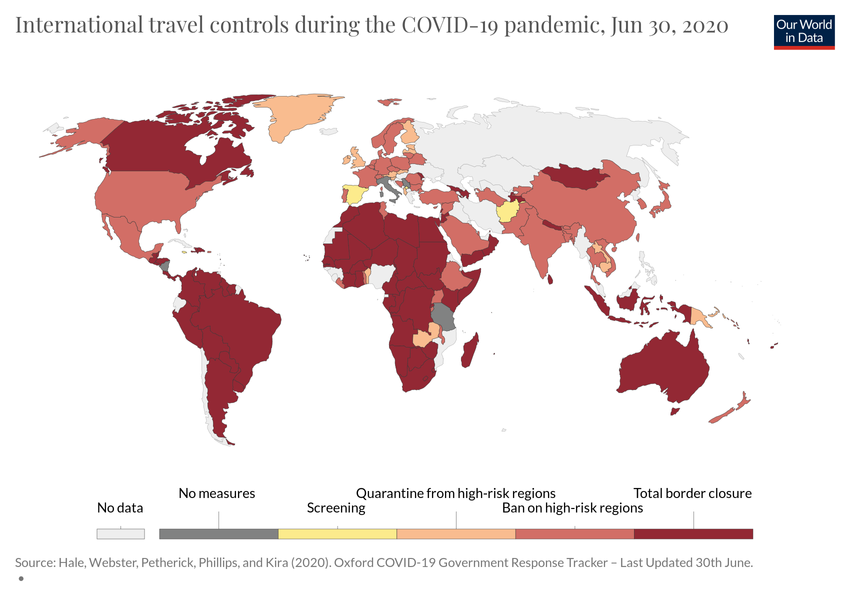 International travel controls during the COVID-19 pandemic, Jun 30, 2020
Our World
in Data
No data
No measures
Screening
Quarantine from high-risk regions
Ban on high-risk regions
Total border closure
Source: Hale, Webster, Petherick, Phillips, and Kira (2020). Oxford COVID-19 Government Response Tracker – Last Updated 30th June.